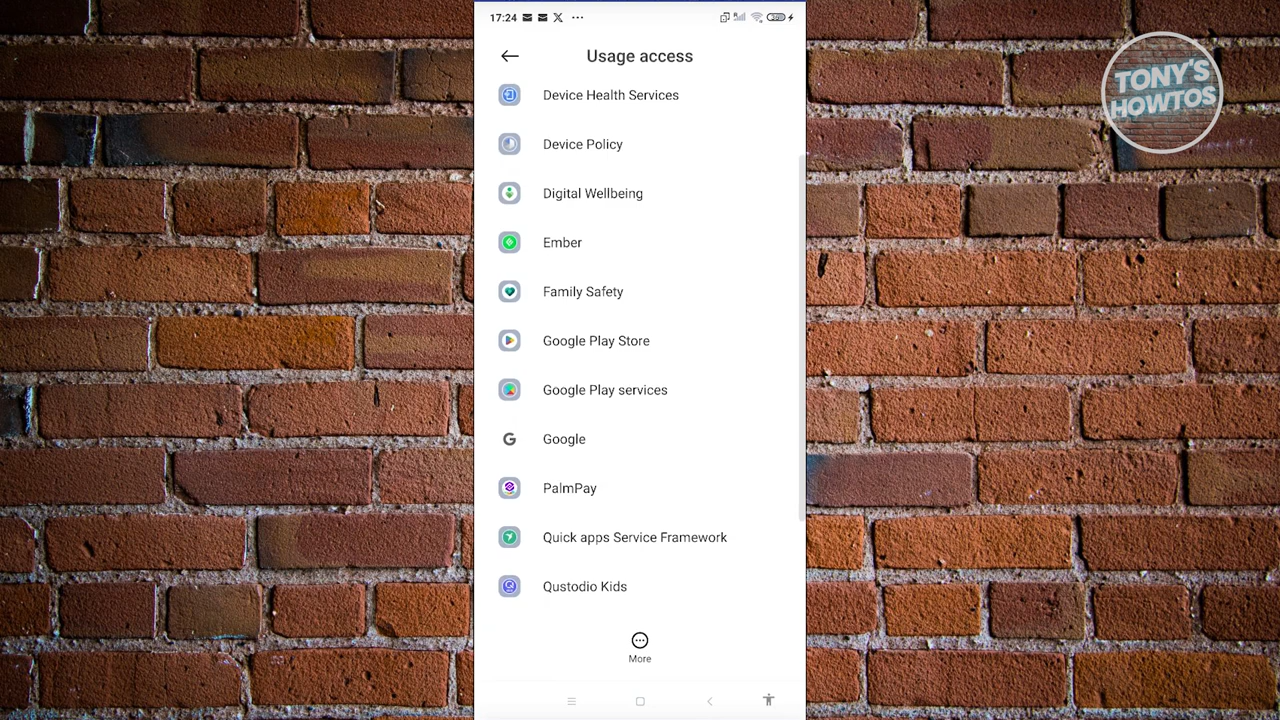 17:24
Usage access
TONY'S
HOWTOS
Device Health Services
Device Policy
Digital Wellbeing
Ember
Family Safety
Google Play Store
Google Play services
Google
PalmPay
Quick apps Service Framework
Qustodio Kids
More